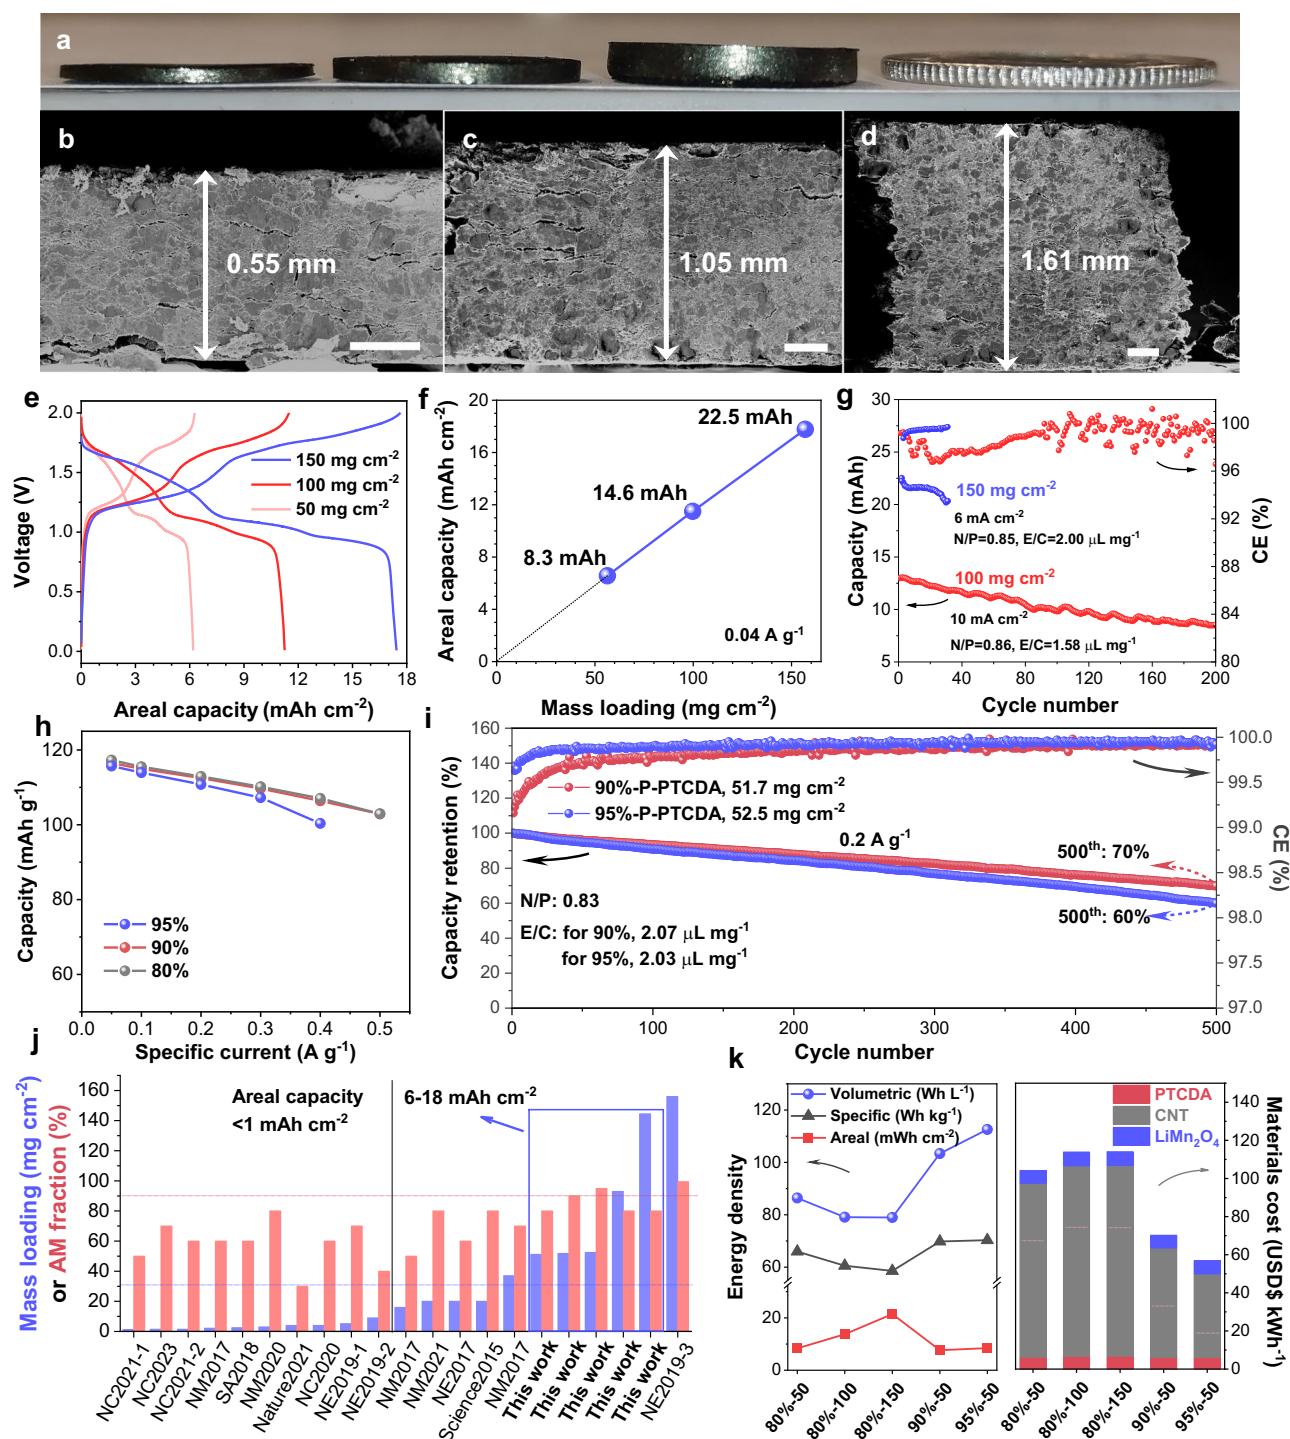 a
b
0.55 mm
c
1.05 mm
d
1.61 mm
e
2.0
1.5
1.0
0.5
0.0
0 3 6 9 12 15 18
Voltage (V)
Areal capacity (mAh cm-2)
150 mg cm-2
100 mg cm-2
50 mg cm-2
f
20
16
12
8
4
0
0 50 100 150
Areal capacity (mAh cm-2)
Mass loading (mg cm-2)
22.5 mAh
14.6 mAh
8.3 mAh
0.04 A g-1
g
30
25
20
15
10
5
0 40 80 120 160 200
100
96
92
88
84
80
Capacity (mAh)
CE (%)
Cycle number
150 mg cm-2
6 mA cm-2
N/P=0.85, E/C=2.00 μL mg-1
100 mg cm-2
10 mA cm-2
N/P=0.86, E/C=1.58 μL mg-1
h
120
100
80
60
0.0 0.1 0.2 0.3 0.4 0.5
Capacity (mAh g-1)
Specific current (A g-1)
95%
90%
80%
i
160
140
120
100
80
60
40
20
0
0 100 200 300 400 500
100.0
99.5
99.0
98.5
98.0
97.5
97.0
Capacity retention (%)
CE (%)
Cycle number
90%-P-PTCDA, 51.7 mg cm-2
95%-P-PTCDA, 52.5 mg cm-2
0.2 A g-1
500th: 70%
500th: 60%
N/P: 0.83
E/C: for 90%, 2.07 μL mg-1
for 95%, 2.03 μL mg-1
j
160
140
120
100
80
60
40
20
0
Mass loading (mg cm-2)
or AM fraction (%)
Areal capacity
<1 mAh cm-2
6-18 mAh cm-2
NC2021-1
NC2023
NC2021-2
NM2017
SA2018
NM2020
Nature2021
NC2020
NE2019-1
NE2019-2
NM2017
NM2021
NE2017
Science2015
NM2017
This work
This work
This work
This work
This work
NE2019-3
k
120
100
80
60
20
0
Energy density
Volumetric (Wh L-1)
Specific (Wh kg-1)
Areal (mWh cm-2)
80%-50
80%-100
80%-150
90%-50
95%-50
PTCDA
CNT
LiMn2O4
140
120
100
80
60
40
20
0
Materials cost (USD$ kWh-1)
80%-50
80%-100
80%-150
90%-50
95%-50